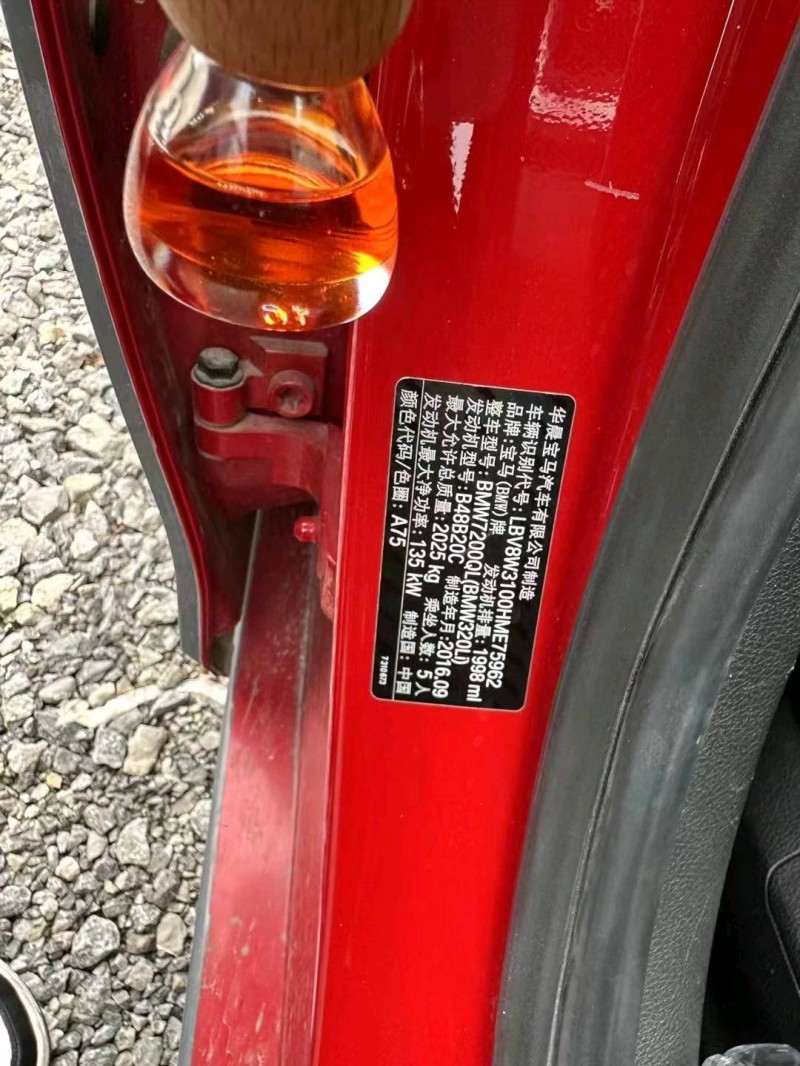 华晨宝马汽车有限公司制造
车辆识别代号: LBV8W3100HME75962
品牌: 宝马(BMW)牌 发动机排量: 1998 ml
整车型号: BMW7200QL(BMW320Li)
发动机型号: B48B20C 制造年月: 2016.09
最大允许总质量: 2025 kg 乘坐人数: 5人
发动机最大净功率: 135 kW 制造国: 中国
颜色代码/色圈: A75
7310673